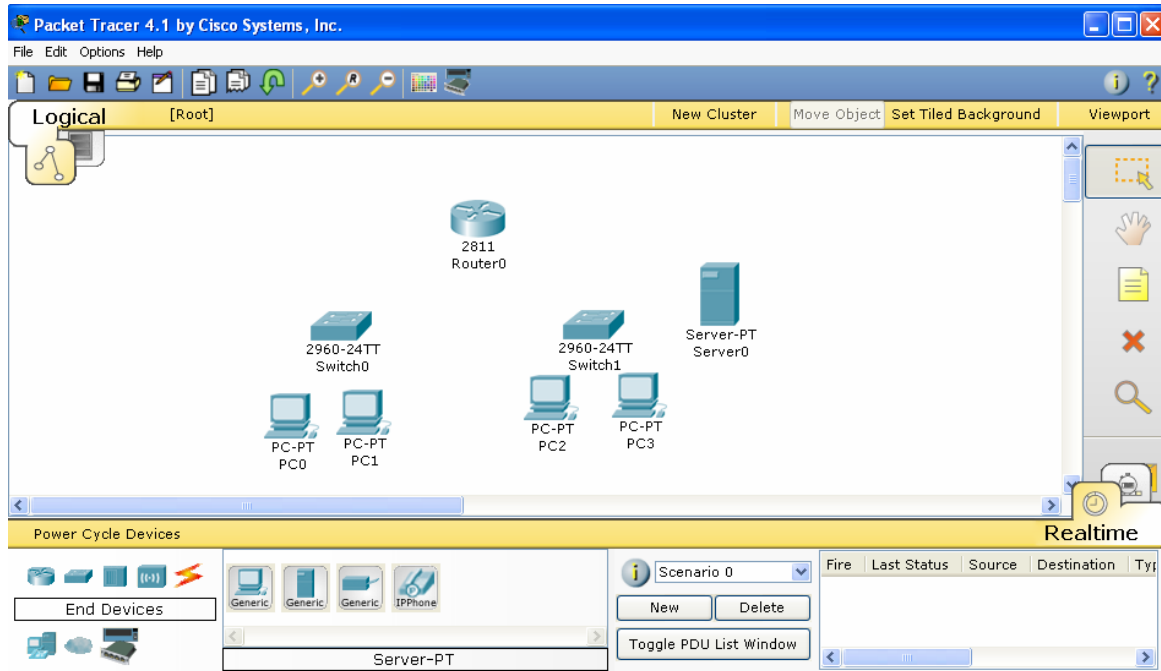 Packet Tracer 4.1 by Cisco Systems, Inc.
File Edit Options Help
Logical [Root] New Cluster Move Object Set Tiled Background Viewport
2811
Router0
2960-24TT
Switch0
2960-24TT
Switch1
Server-PT
Server0
PC-PT
PC0
PC-PT
PC1
PC-PT
PC2
PC-PT
PC3
Power Cycle Devices Realtime
End Devices
Generic Generic Generic IPPhone
Server-PT
Scenario 0
New Delete
Toggle PDU List Window
Fire Last Status Source Destination Typ